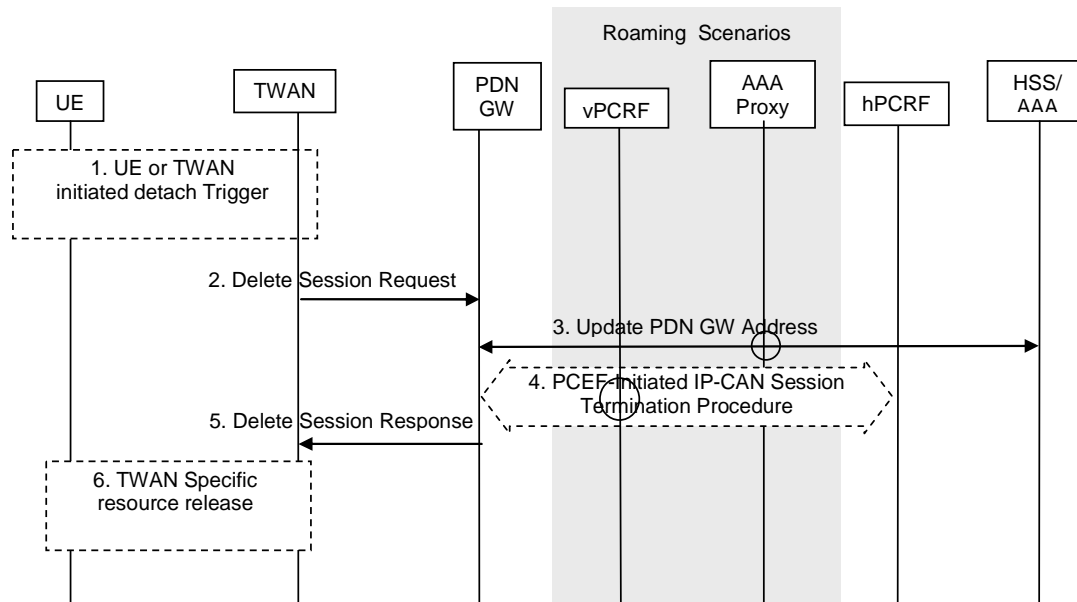 Roaming Scenarios
UE
TWAN
PDN
GW
vPCRF
AAA
Proxy
hPCRF
HSS/
AAA
1. UE or TWAN
initiated detach Trigger
2. Delete Session Request
3. Update PDN GW Address
4. PCEF-Initiated IP-CAN Session
Termination Procedure
5. Delete Session Response
6. TWAN Specific
resource release